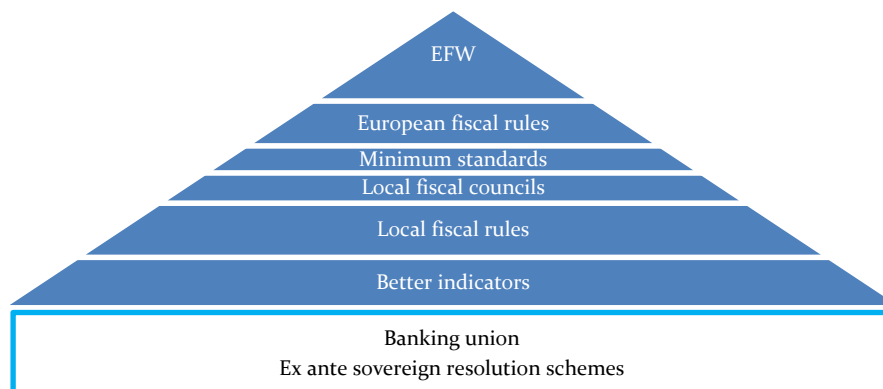 EFW
European fiscal rules
Minimum standards
Local fiscal councils
Local fiscal rules
Better indicators
Banking union
Ex ante sovereign resolution schemes